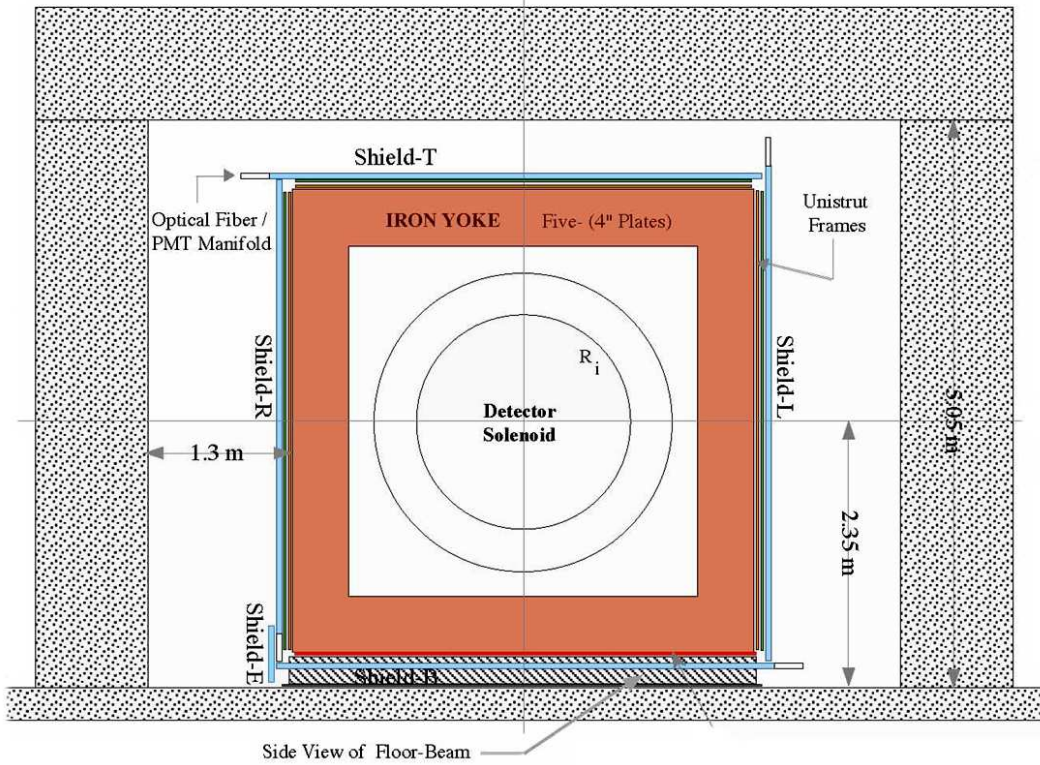 Shield-T
Optical Fiber /
PMT Manifold
IRON YOKE Five- (4" Plates)
Unistrut
Frames
R i
Shield-R
Shield-L
Detector
Solenoid
5.05 m
1.3 m
2.35 m
Shield-E
Shield-B
Side View of Floor-Beam